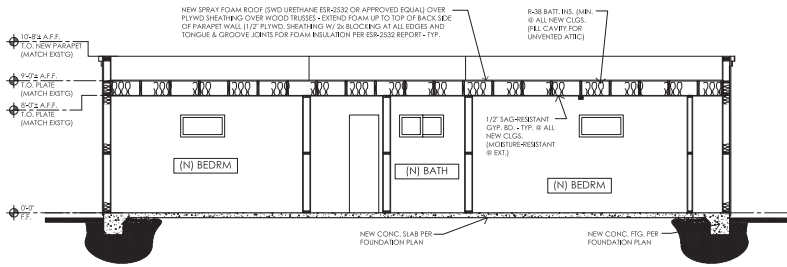 NEW SPRAY FOAM ROOF (SWD URETHANE ESR-2532 OR APPROVED EQUAL) OVER
PLYWD SHEATHING OVER WOOD TRUSSES - EXTEND FOAM UP TO TOP OF BACK SIDE
OF PARAPET WALL (1/2" PLYWD. SHEATHING W/ 2x BLOCKING AT ALL EDGES AND
TONGUE & GROOVE JOINTS FOR FOAM INSULATION PER ESR-2532 REPORT - TYP.
R-38 BATT. INS. (MIN.
@ ALL NEW CLGS.
(FILL CAVITY FOR
UNVENTED ATTIC)
10'-8"± A.F.F.
T.O. NEW PARAPET
(MATCH EXST'G)
9'-0"± A.F.F.
T.O. PLATE
(MATCH EXIST'G)
8'-0"± A.F.F.
T.O. PLATE
(MATCH EXIST'G)
1/2" SAG-RESISTANT
GYP. BD. - TYP. @ ALL
NEW CLGS.
(MOISTURE-RESISTANT
@ EXT.)
(N) BEDRM
(N) BATH
(N) BEDRM
0'-0"
F.F.
NEW CONC. SLAB PER
FOUNDATION PLAN
NEW CONC. FTG. PER
FOUNDATION PLAN